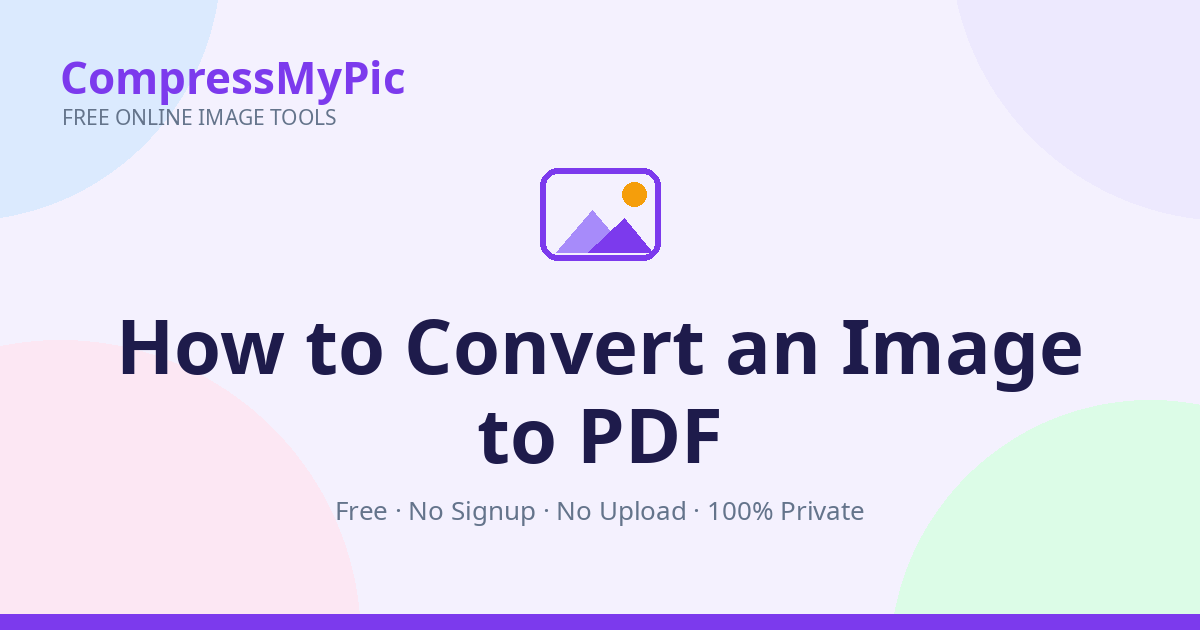 CompressMyPic
FREE ONLINE IMAGE TOOLS
How to Convert an Image
to PDF
Free · No Signup · No Upload · 100% Private